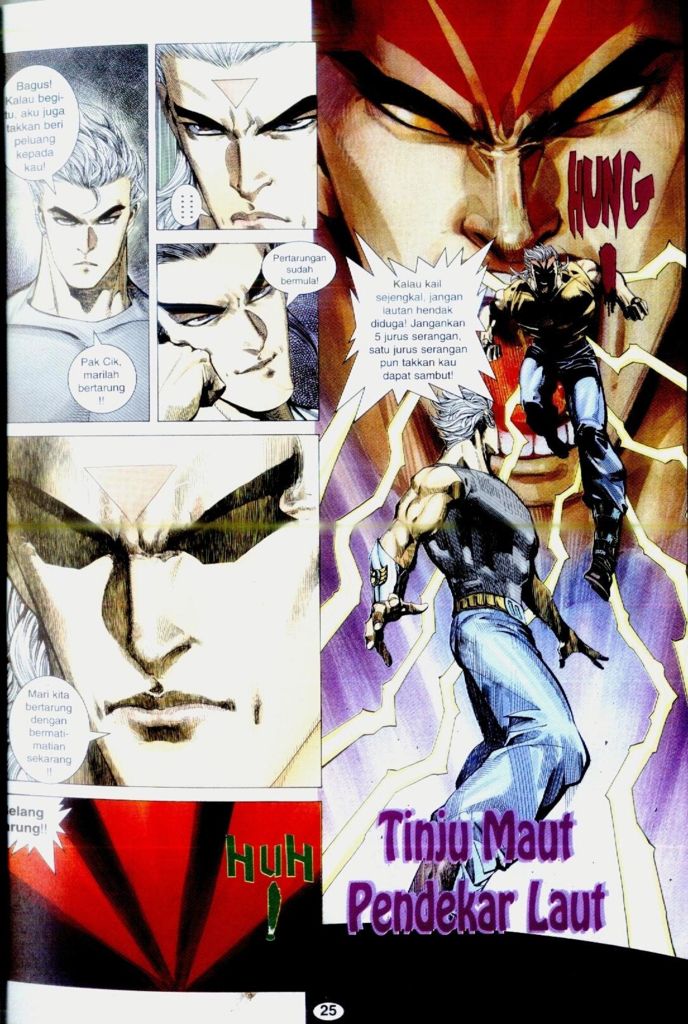 Bagus!
Kalau begi-
tu, aku juga
takkan beri
peluang
kepada
kau!
Pak Cik,
marilah
bertarung
!!
Pertarungan
sudah
bermula!
Mari kita
bertarung
dengan
bermati-
matian
sekarang
!!
elang
arung!!
HUH
!
HUNG
!
Kalau kail
sejengkal, jangan
lautan hendak
diduga! Jangankan
5 jurus serangan,
satu jurus serangan
pun takkan kau
dapat sambut!
Tinju Maut
Pendekar Laut
25